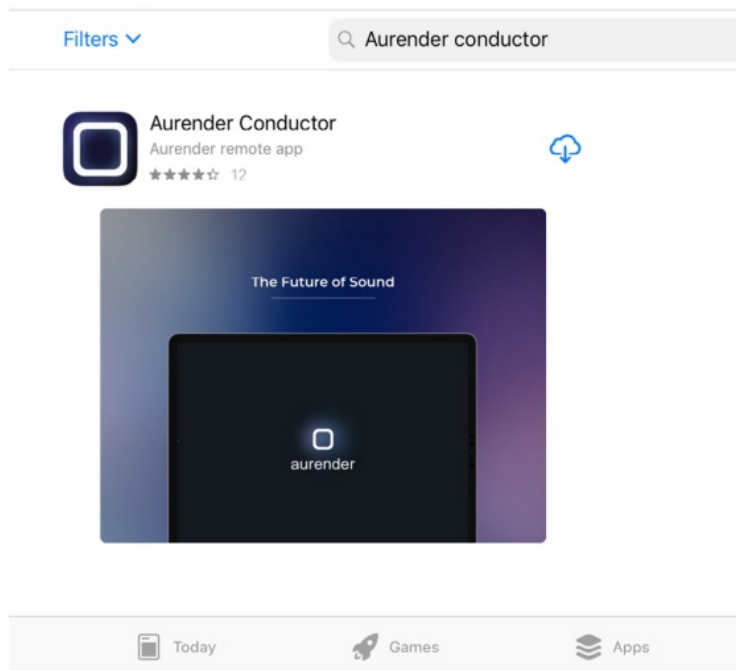 Filters
Aurender conductor
Aurender Conductor
Aurender remote app
12
The Future of Sound
aurender
Today
Games
Apps